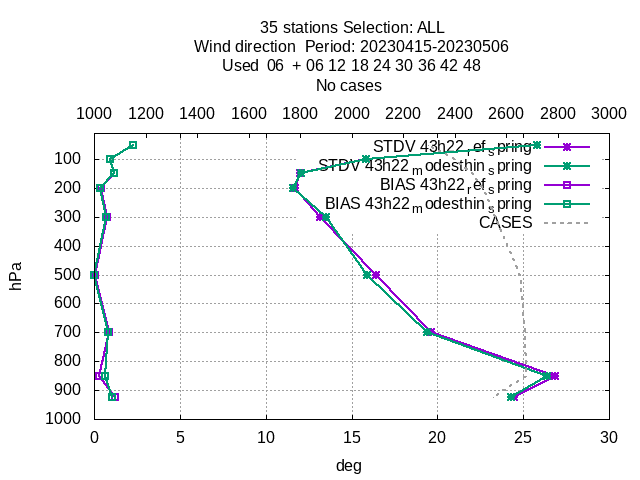 35 stations Selection: ALL
Wind direction  Period: 20230415-20230506
Used  06  + 06 12 18 24 30 36 42 48
No cases
1000 1200 1400 1600 1800 2000 2200 2400 2600 2800 3000
STDV 43h22_ref_spring
STDV 43h22_modesthin_spring
BIAS 43h22_ref_spring
BIAS 43h22_modesthin_spring
CASES
100
200
300
400
500
600
700
800
900
1000
hPa
0 5 10 15 20 25 30
deg